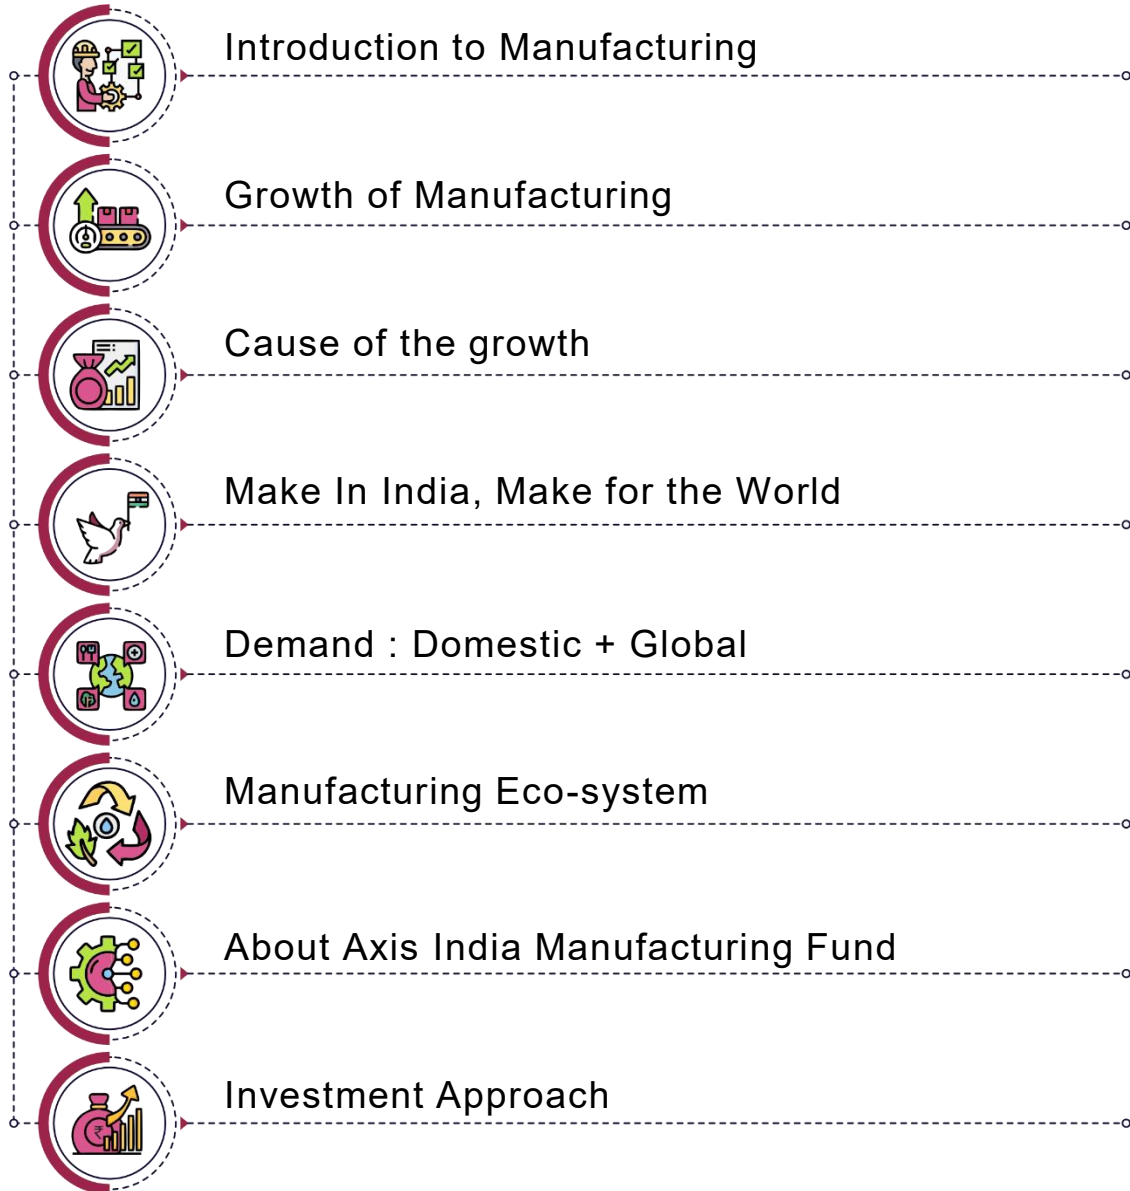 Introduction to Manufacturing
Growth of Manufacturing
Cause of the growth
Make In India, Make for the World
Demand : Domestic + Global
Manufacturing Eco-system
About Axis India Manufacturing Fund
Investment Approach
₹